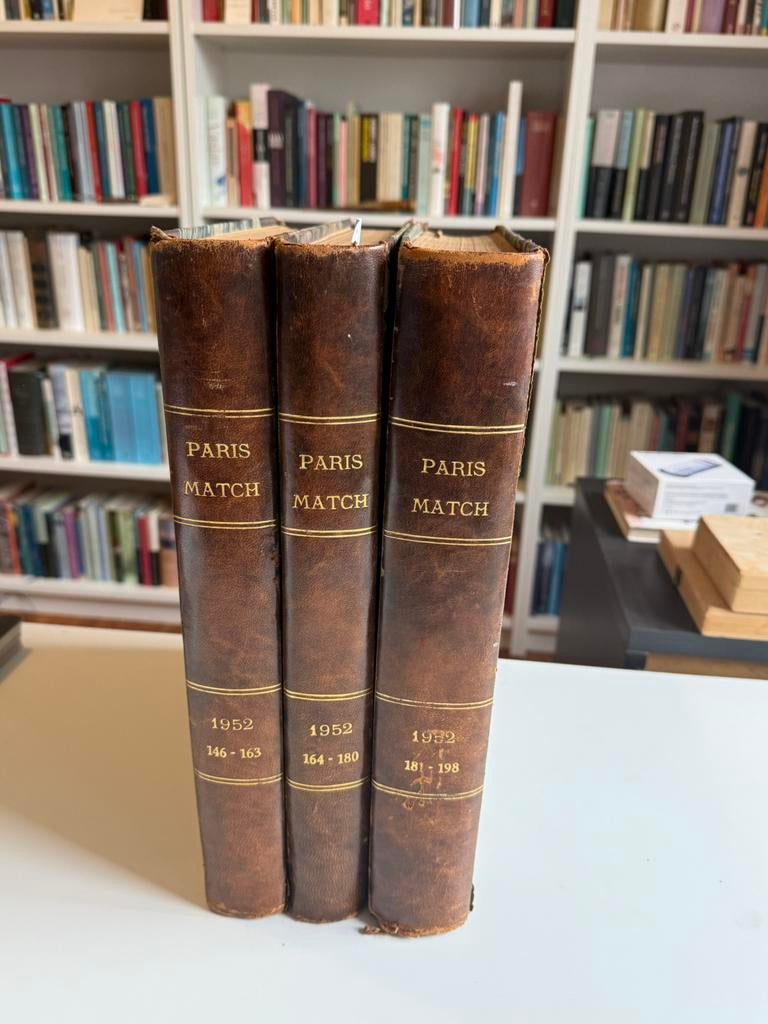 PARIS
MATCH
1952
146 - 163
PARIS
MATCH
1952
164 - 180
PARIS
MATCH
1952
181 - 198